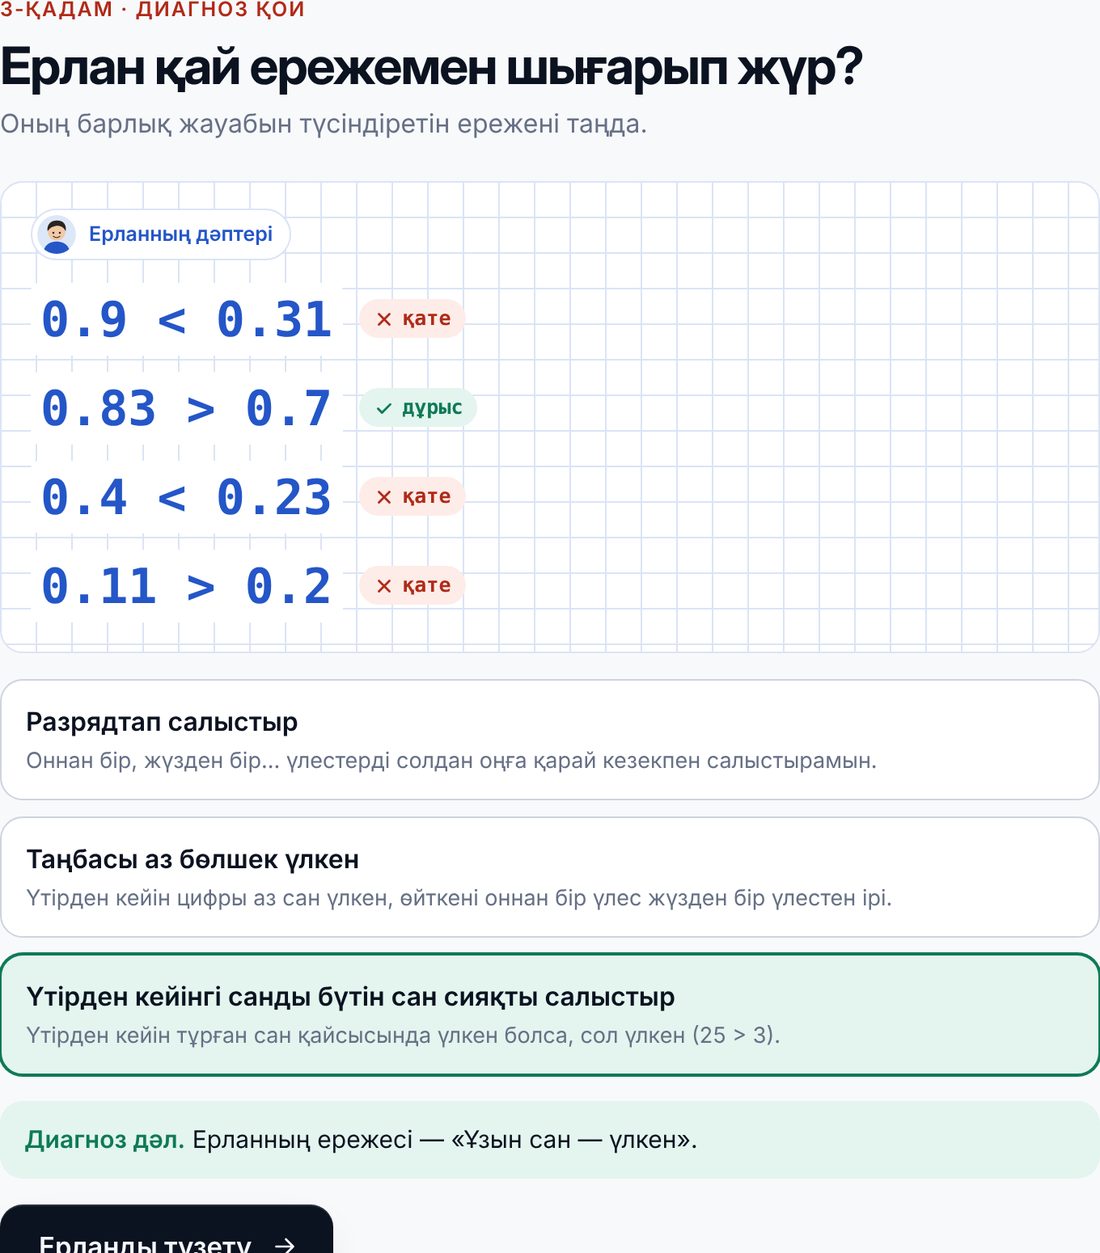 3-ҚАДАМ · ДИАГНОЗ ҚОЙ
Ерлан қай ережемен шығарып жүр?
Оның барлық жауабын түсіндіретін ережені таңда.
Ерланның дәптері
0.9 < 0.31 × қате
0.83 > 0.7 ✓ дұрыс
0.4 < 0.23 × қате
0.11 > 0.2 × қате
Разрядтап салыстыр
Оннан бір, жүзден бір... үлестерді солдан оңға қарай кезекпен салыстырамын.
Таңбасы аз бөлшек үлкен
Үтірден кейін цифры аз сан үлкен, өйткені оннан бір үлес жүзден бір үлестен ірі.
Үтірден кейінгі санды бүтін сан сияқты салыстыр
Үтірден кейін тұрған сан қайсысында үлкен болса, сол үлкен (25 > 3).
Диагноз дәл. Ерланның ережесі — «Ұзын сан — үлкен».
Ерланды түзету →